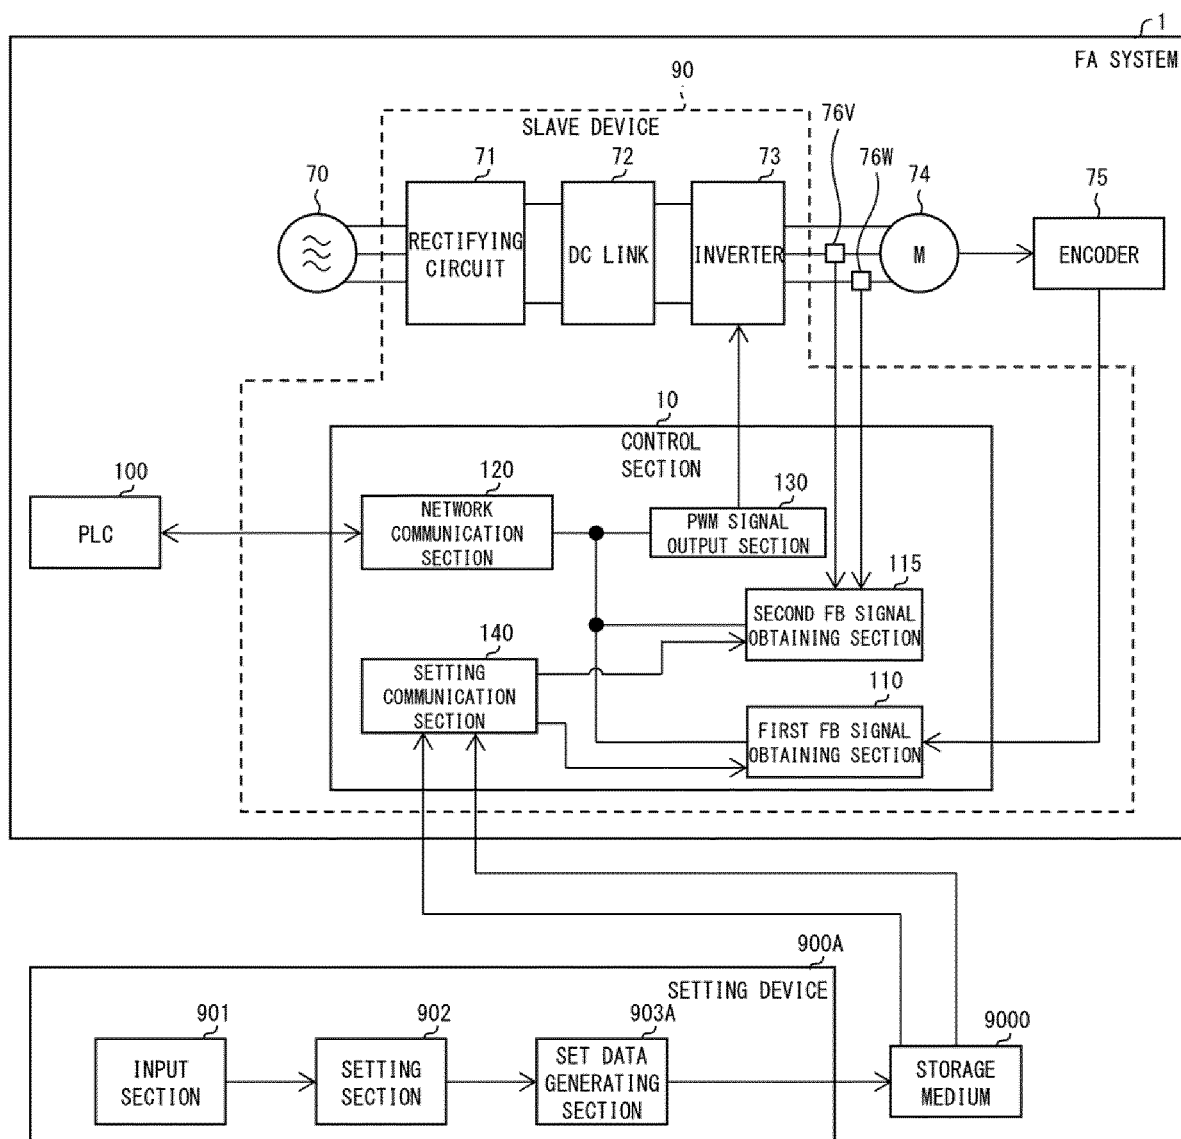 1
FA SYSTEM
90
SLAVE DEVICE
76V
76W
70
71
72
73
74
75
RECTIFYING
CIRCUIT
DC LINK
INVERTER
M
ENCODER
10
CONTROL
SECTION
100
PLC
120
NETWORK
COMMUNICATION
SECTION
130
PWM SIGNAL
OUTPUT SECTION
115
SECOND FB SIGNAL
OBTAINING SECTION
140
SETTING
COMMUNICATION
SECTION
110
FIRST FB SIGNAL
OBTAINING SECTION
900A
SETTING DEVICE
901
INPUT
SECTION
902
SETTING
SECTION
903A
SET DATA
GENERATING
SECTION
9000
STORAGE
MEDIUM